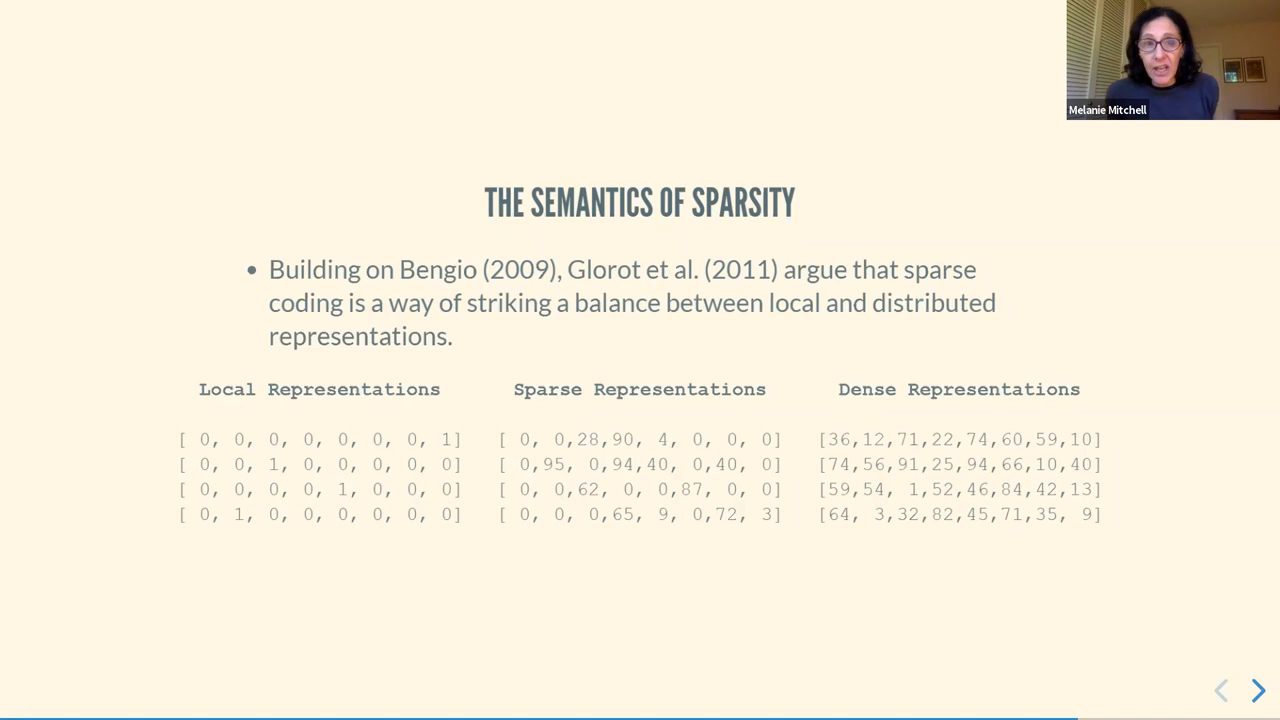 Melanie Mitchell
THE SEMANTICS OF SPARSITY
• Building on Bengio (2009), Glorot et al. (2011) argue that sparse
coding is a way of striking a balance between local and distributed
representations.
Local Representations Sparse Representations Dense Representations
[ 0, 0, 0, 0, 0, 0, 0, 1] [ 0, 0,28,90, 4, 0, 0, 0] [36,12,71,22,74,60,59,10]
[ 0, 0, 1, 0, 0, 0, 0, 0] [ 0,95, 0,94,40, 0,40, 0] [74,56,91,25,94,66,10,40]
[ 0, 0, 0, 0, 1, 0, 0, 0] [ 0, 0,62, 0, 0,87, 0, 0] [59,54, 1,52,46,84,42,13]
[ 0, 1, 0, 0, 0, 0, 0, 0] [ 0, 0, 0,65, 9, 0,72, 3] [64, 3,32,82,45,71,35, 9]